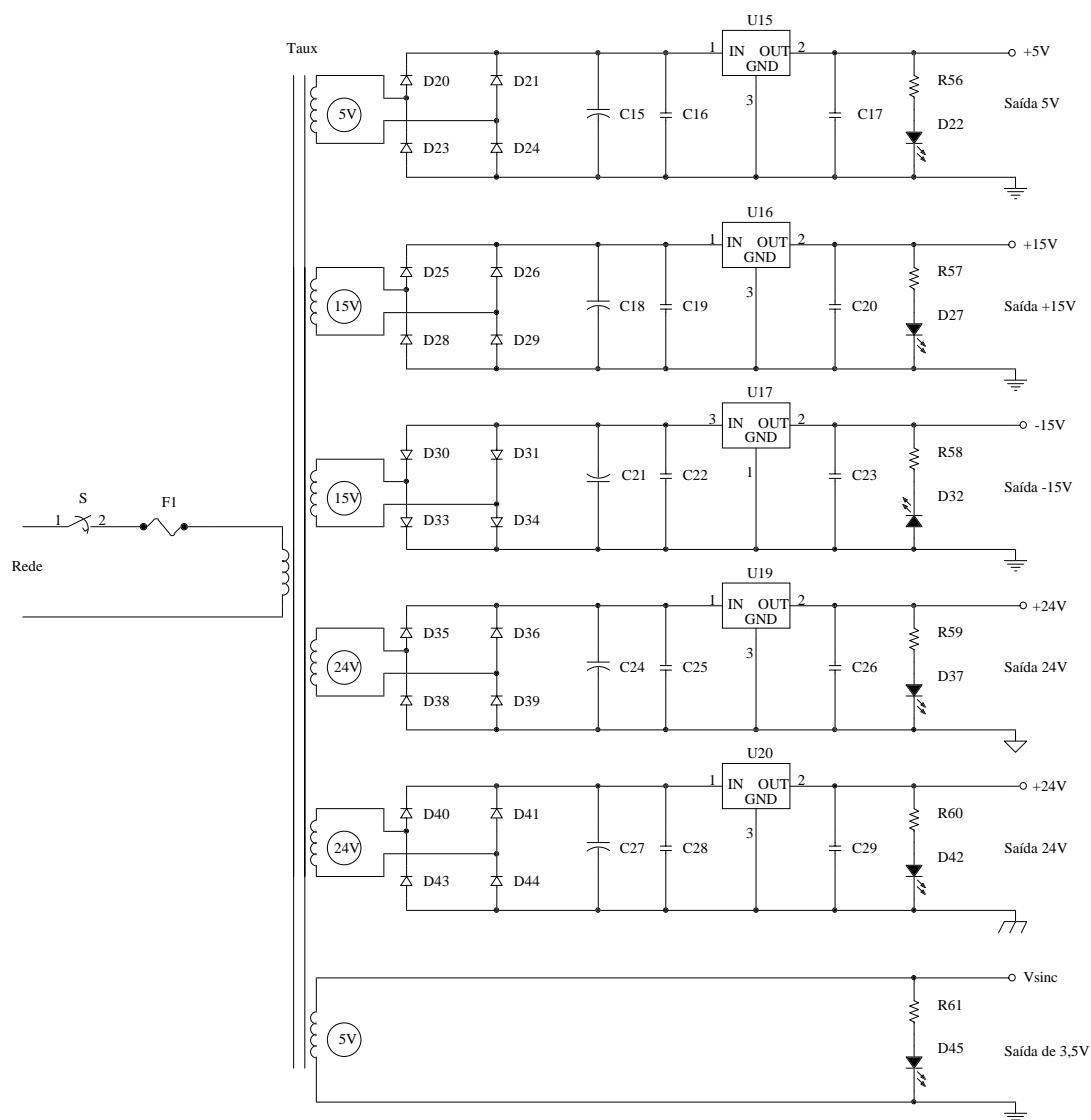 Taux
Rede
1
S
2
F1
5V
D20
D21
D23
D24
C15
C16
1
U15
IN OUT
GND
2
3
C17
R56
D22
+5V
Saída 5V
15V
D25
D26
D28
D29
C18
C19
1
U16
IN OUT
GND
2
3
C20
R57
D27
+15V
Saída +15V
15V
D30
D31
D33
D34
C21
C22
3
U17
IN OUT
GND
2
1
C23
R58
D32
-15V
Saída -15V
24V
D35
D36
D38
D39
C24
C25
1
U19
IN OUT
GND
2
3
C26
R59
D37
+24V
Saída 24V
24V
D40
D41
D43
D44
C27
C28
1
U20
IN OUT
GND
2
3
C29
R60
D42
+24V
Saída 24V
5V
R61
D45
Vsinc
Saída de 3,5V